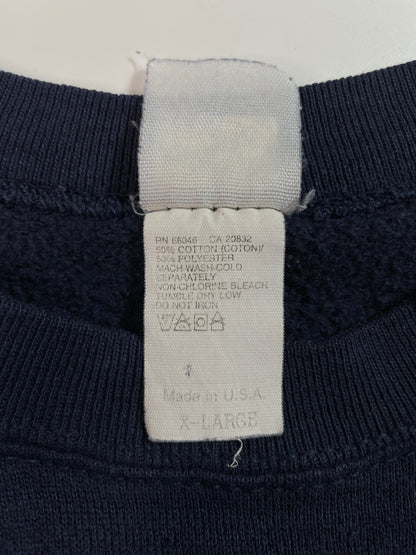 RN 68046 CA 20832
50% COTTON (COTON)/
50% POLYESTER
MACH-WASH-COLD
SEPARATELY
NON-CHLORINE BLEACH
TUMBLE DRY LOW
DO NOT IRON
Made in U.S.A.
X-LARGE